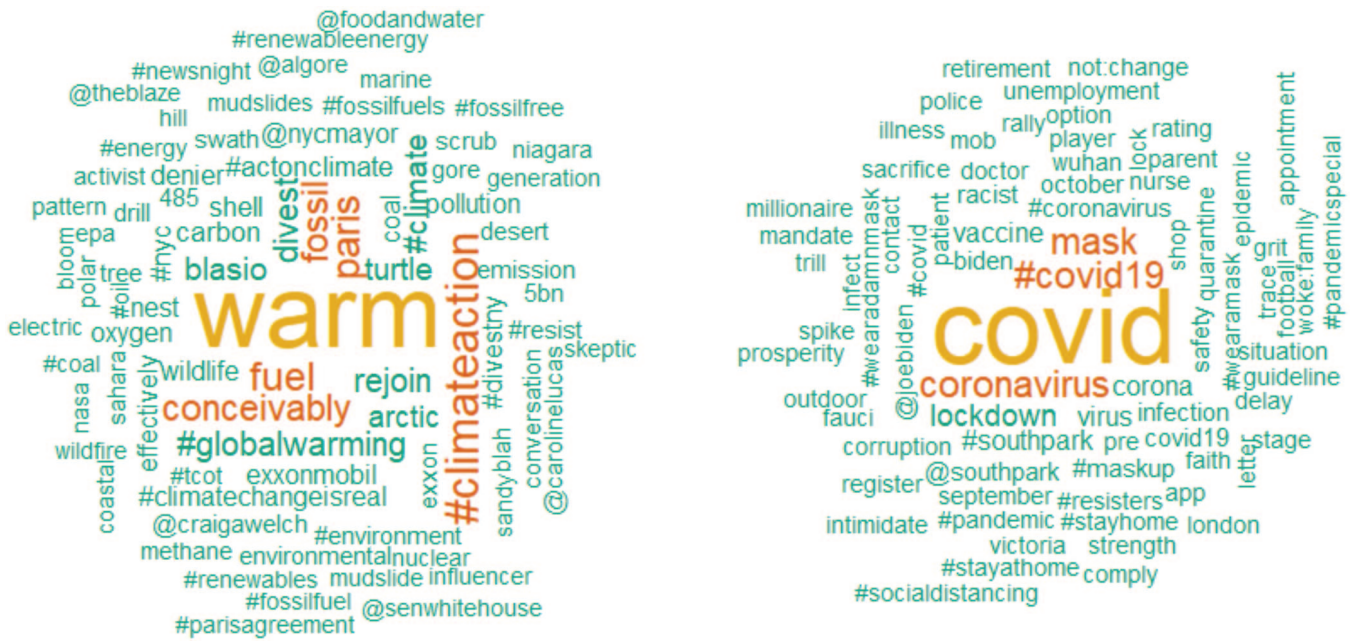 @foodandwater
#renewableenergy
#newsnight @algore marine
@theblaze mudslides #fossilfuels #fossilfree
hill swath @nycmayor #climate scrub niagara
#energy #actonclimate gore generation
activist denier divest fossil paris coal pollution
pattern drill 485 shell desert
bloom epa #nyc carbon
polar tree blasio turtle #climateaction emission
#oile #nest warm 5bn
electric oxygen #resist
#coal wildlife fuel rejoin #divestny skeptic
nasa sahara effectively conceivably arctic conversation @carolinelucas
wildfire #globalwarming
coastal #tcot exxonmobil exxon sandyblah
#climatechangeisreal
@craigawelch #environment
methane environmental nuclear
#renewables mudslide influencer
#fossilfuel @senwhitehouse
#parisagreement
retirement not:change
police unemployment appointment
illness mob rally option player lock rating
sacrifice doctor wuhan parent #pandemicspecial
racist october nurse epidemic
millionaire #wearadamnmask contact patient #coronavirus quarantine
mandate #covid vaccine mask shop grit
trill infect biden #covid19 trace football woke:family
spike @joebiden covid safety #wearamask
prosperity situation
outdoor coronavirus corona guideline
fauci lockdown virus infection delay
corruption #southpark pre covid19 letter stage
register @southpark #maskup faith
september #resisters app
intimidate #pandemic #stayhome london
victoria strength
#stayathome comply
#socialdistancing